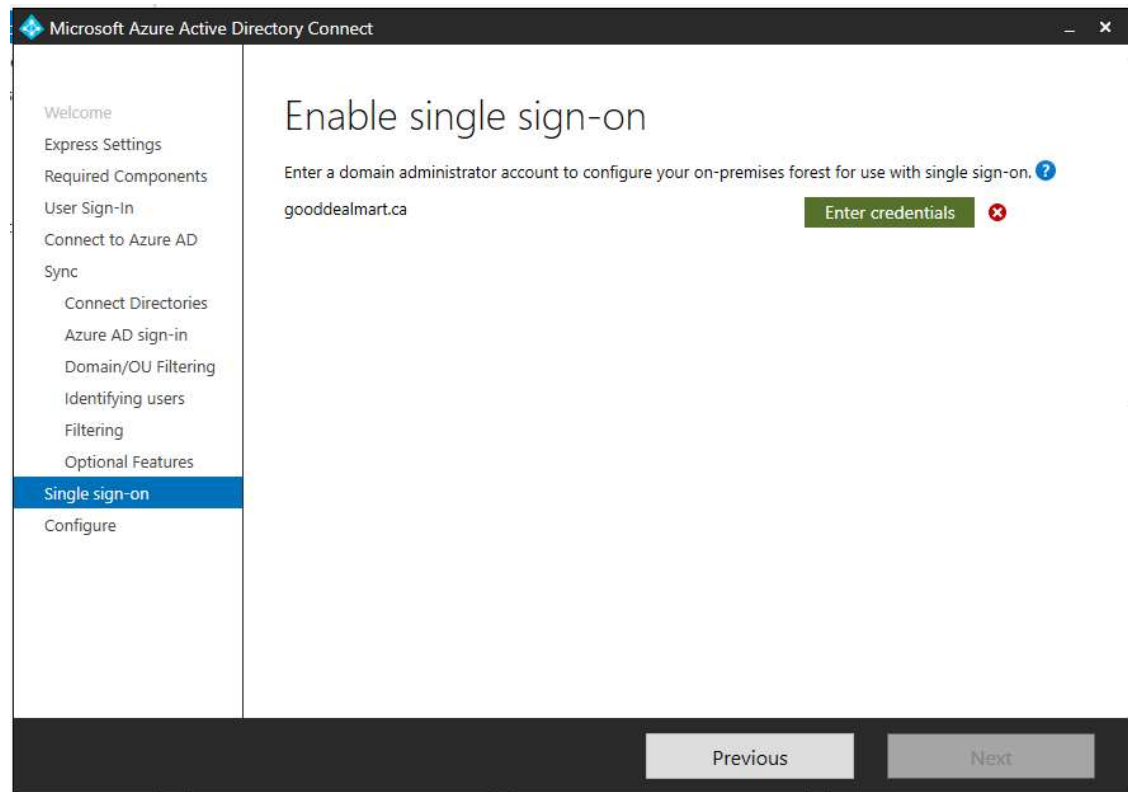 Microsoft Azure Active Directory Connect
Welcome
Express Settings
Required Components
User Sign-In
Connect to Azure AD
Sync
Connect Directories
Azure AD sign-in
Domain/OU Filtering
Identifying users
Filtering
Optional Features
Single sign-on
Configure
Enable single sign-on
Enter a domain administrator account to configure your on-premises forest for use with single sign-on. ?
gooddealmart.ca Enter credentials
Previous Next